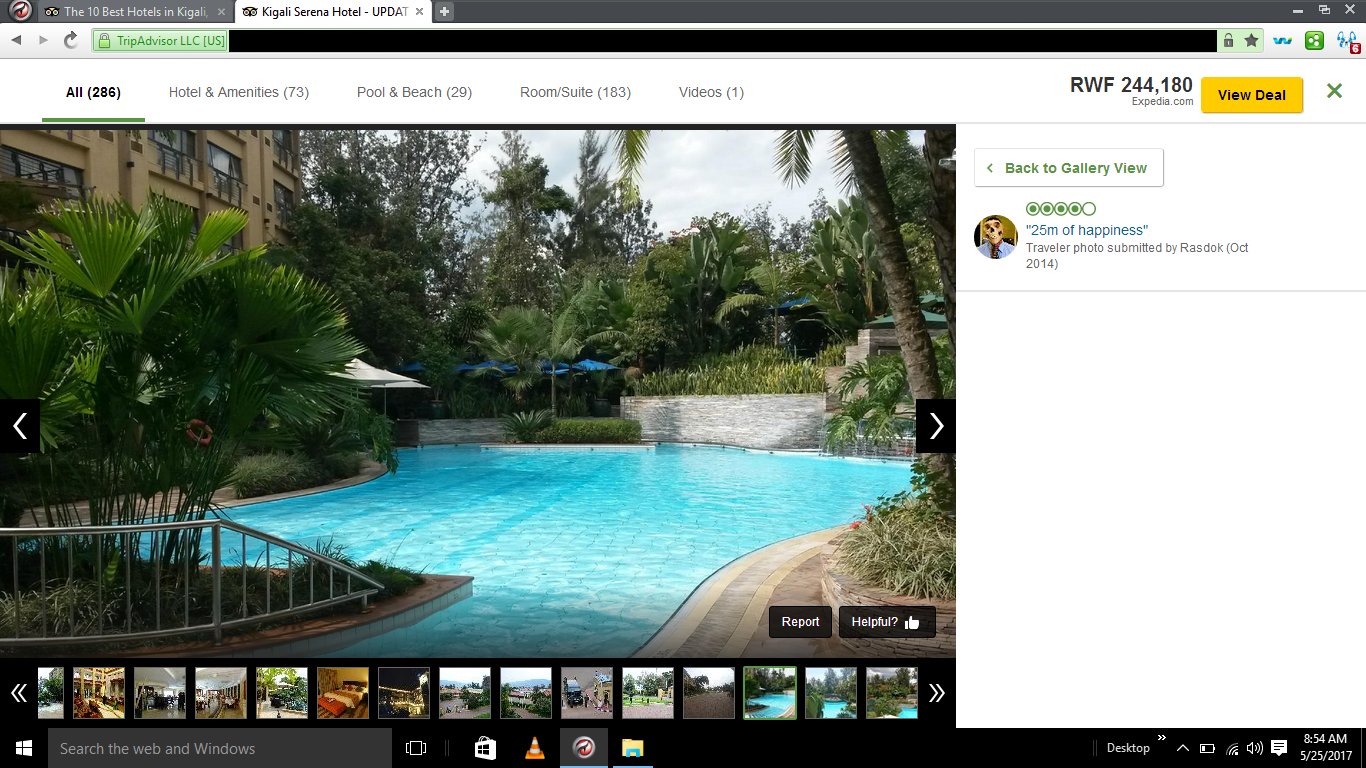 The 10 Best Hotels in Kigali,
Kigali Serena Hotel - UPDAT
TripAdvisor LLC [US]
6
All (286)
Hotel & Amenities (73)
Pool & Beach (29)
Room/Suite (183)
Videos (1)
RWF 244,180
Expedia.com
View Deal
Back to Gallery View
"25m of happiness"
Traveler photo submitted by Rasdok (Oct
2014)
Report
Helpful?
Search the web and Windows
Desktop
8:54 AM
5/25/2017